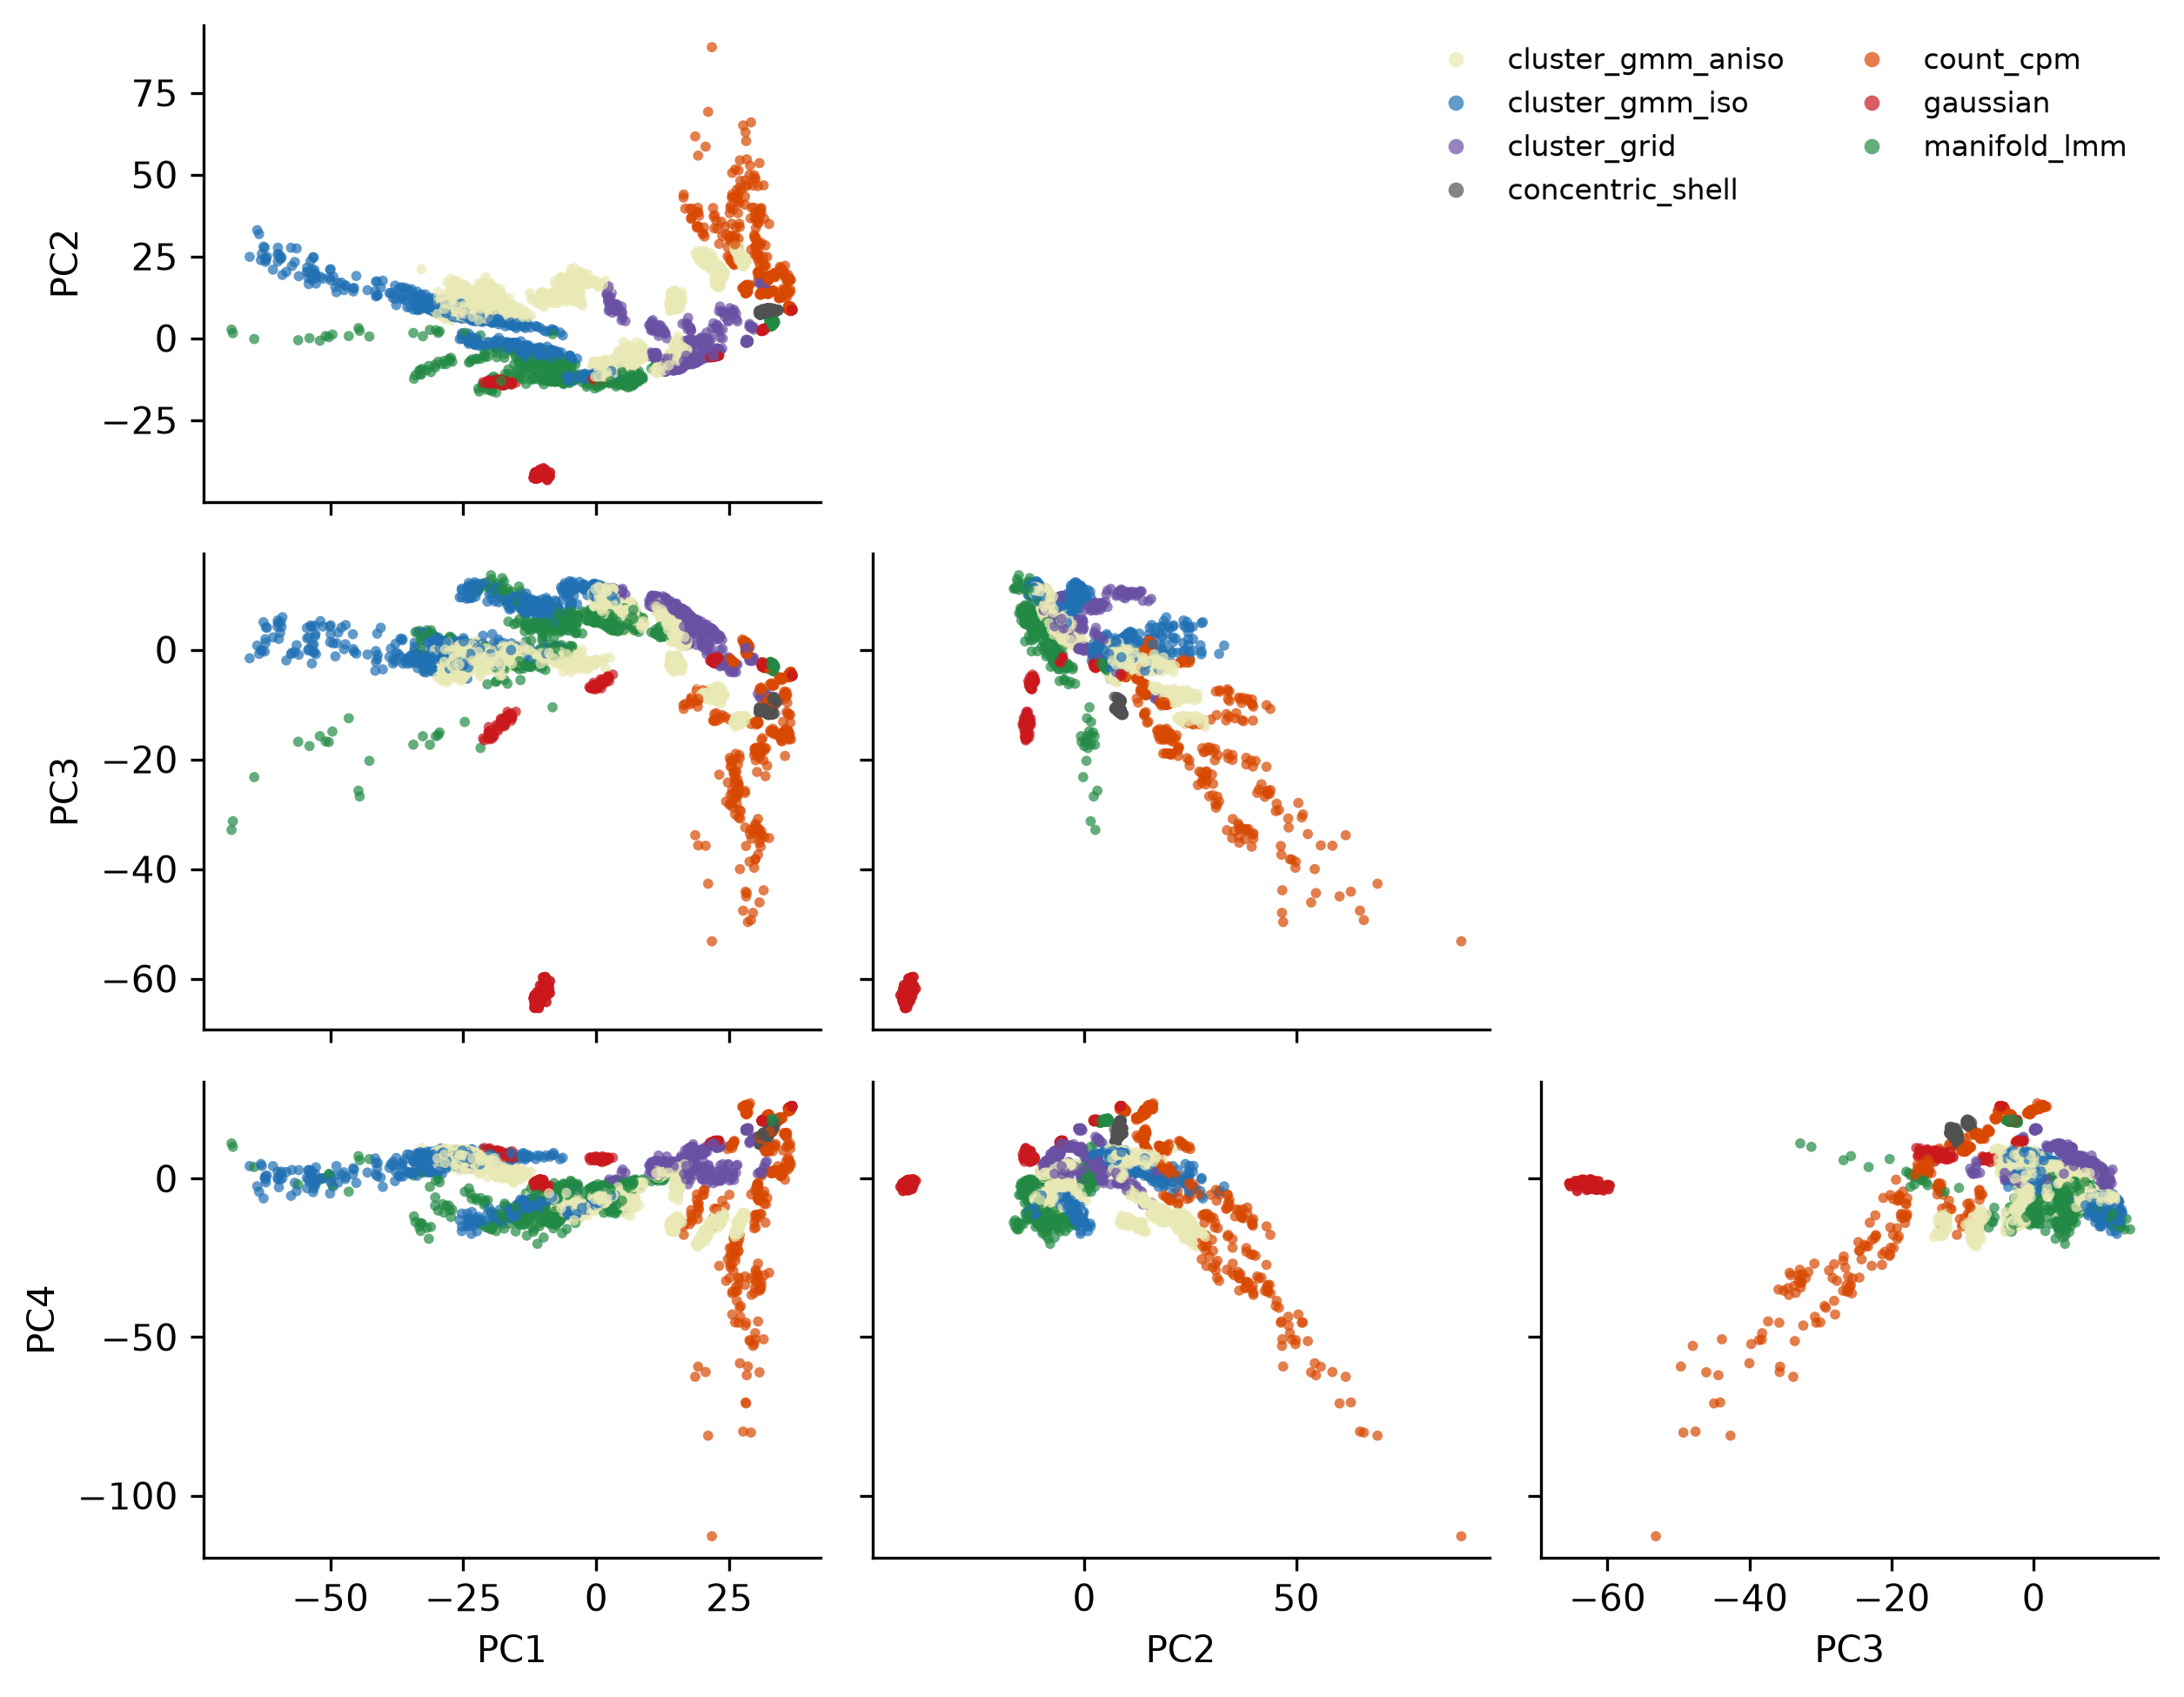 PC2
75
50
25
0
−25
cluster_gmm_aniso
cluster_gmm_iso
cluster_grid
concentric_shell
count_cpm
gaussian
manifold_lmm
PC3
0
−20
−40
−60
PC4
0
−50
−100
−50 −25 0 25
PC1
0 50
PC2
−60 −40 −20 0
PC3